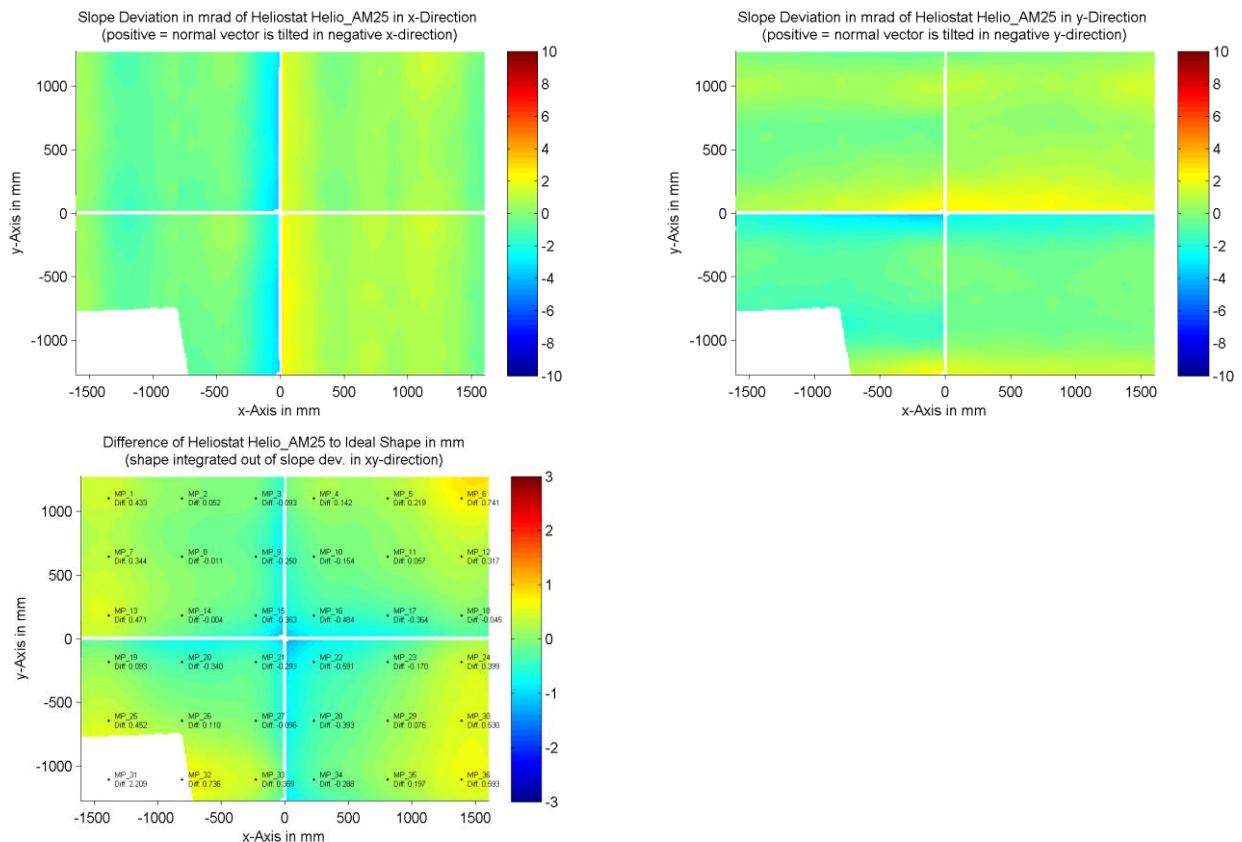 Slope Deviation in mrad of Heliostat Helio_AM25 in x-Direction
(positive = normal vector is tilted in negative x-direction)
1000
500
0
-500
-1000
y-Axis in mm
-1500 -1000 -500 0 500 1000 1500
x-Axis in mm
10
8
6
4
2
0
-2
-4
-6
-8
-10
Slope Deviation in mrad of Heliostat Helio_AM25 in y-Direction
(positive = normal vector is tilted in negative y-direction)
1000
500
0
-500
-1000
y-Axis in mm
-1500 -1000 -500 0 500 1000 1500
x-Axis in mm
10
8
6
4
2
0
-2
-4
-6
-8
-10
Difference of Heliostat Helio_AM25 to Ideal Shape in mm
(shape integrated out of slope dev. in xy-direction)
1000
500
0
-500
-1000
y-Axis in mm
MP_1 MP_2 MP_3 MP_4 MP_5 MP_6
Diff: 0.433 Diff: 0.052 Diff: -0.093 Diff: 0.142 Diff: 0.219 Diff: 0.741
MP_7 MP_8 MP_9 MP_10 MP_11 MP_12
Diff: 0.344 Diff: -0.011 Diff: -0.250 Diff: -0.154 Diff: 0.057 Diff: 0.317
MP_13 MP_14 MP_15 MP_16 MP_17 MP_18
Diff: 0.471 Diff: -0.004 Diff: -0.363 Diff: -0.484 Diff: -0.364 Diff: -0.045
MP_19 MP_20 MP_21 MP_22 MP_23 MP_24
Diff: 0.093 Diff: -0.340 Diff: -0.293 Diff: -0.591 Diff: -0.170 Diff: 0.399
MP_25 MP_26 MP_27 MP_28 MP_29 MP_30
Diff: 0.452 Diff: 0.110 Diff: -0.096 Diff: -0.393 Diff: 0.076 Diff: 0.530
MP_31 MP_32 MP_33 MP_34 MP_35 MP_36
Diff: 2.209 Diff: 0.736 Diff: 0.359 Diff: -0.288 Diff: 0.197 Diff: 0.593
-1500 -1000 -500 0 500 1000 1500
x-Axis in mm
3
2
1
0
-1
-2
-3